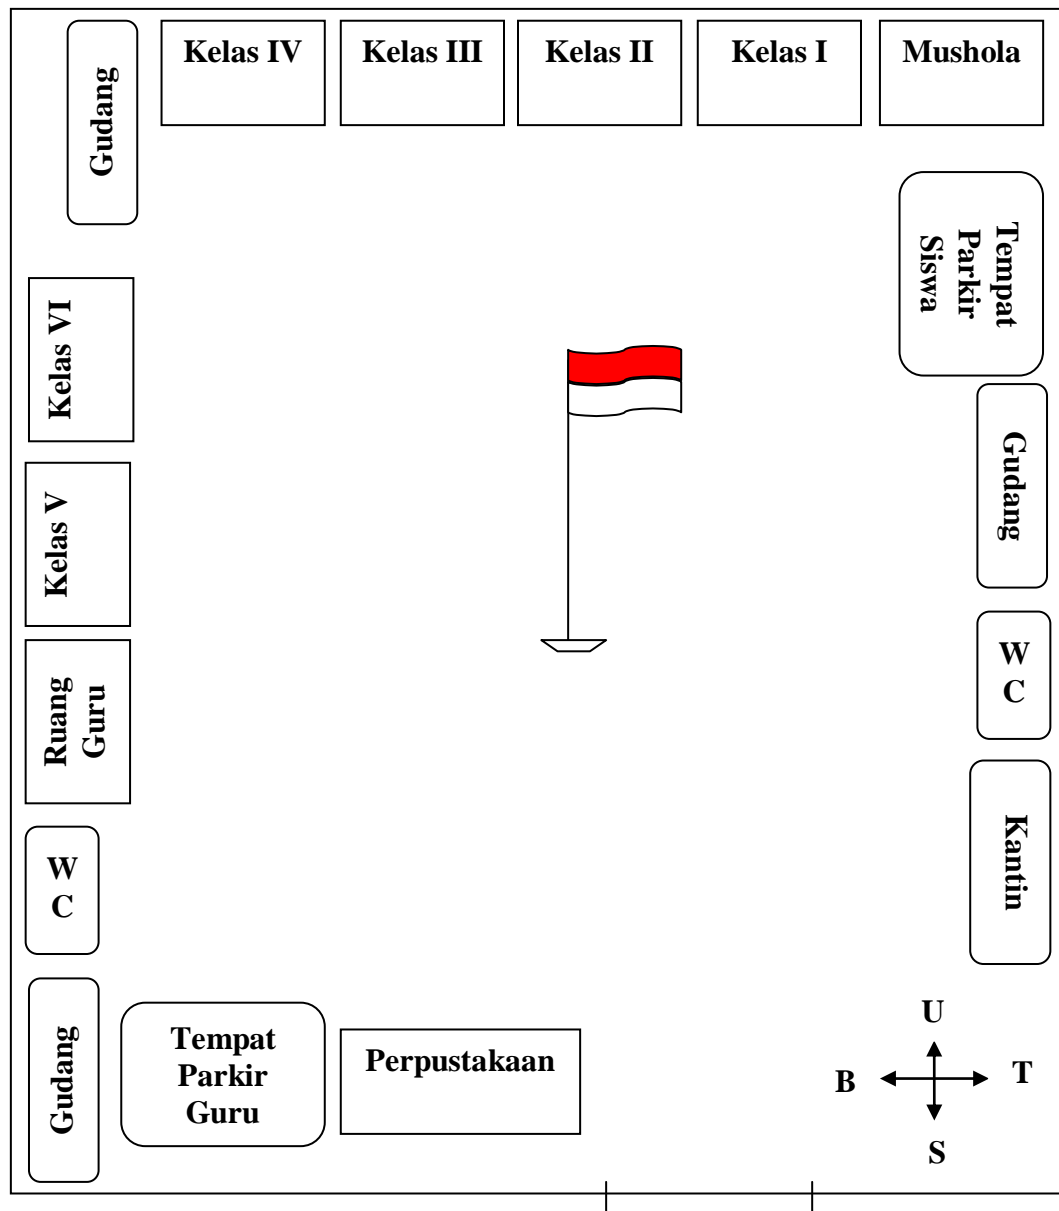 Gudang
Kelas IV
Kelas III
Kelas II
Kelas I
Mushola
Tempat
Parkir
Siswa
Kelas VI
Gudang
Kelas V
W
C
Ruang
Guru
Kantin
W
C
Gudang
Tempat
Parkir
Guru
Perpustakaan
U
B
T
S